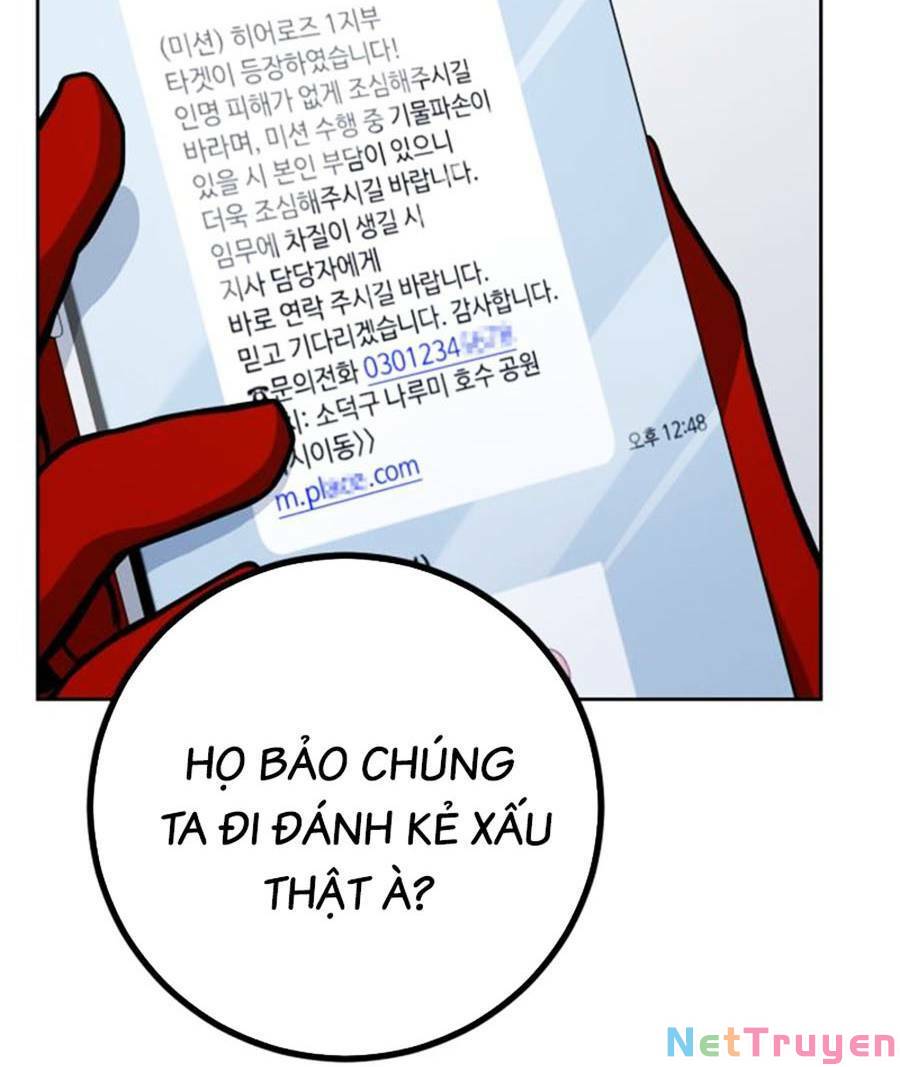 (미션) 히어로즈 1지부
타겟이 등장하였습니다!
인명 피해가 없게 조심해주시길
바라며, 미션 수행 중 기물파손이
있을 시 본인 부담이 있으니
더욱 조심해주시길 바랍니다.
임무에 차질이 생길 시
지사 담당자에게
바로 연락 주시길 바랍니다.
믿고 기다리겠습니다. 감사합니다.
☎문의전화 0301234
: 소덕구 나루미 호수 공원
시이동>>
오후 12:48
m.pl .com
HỌ BẢO CHÚNG
TA ĐI ĐÁNH KẺ XẤU
THẬT À?
NetTruyen